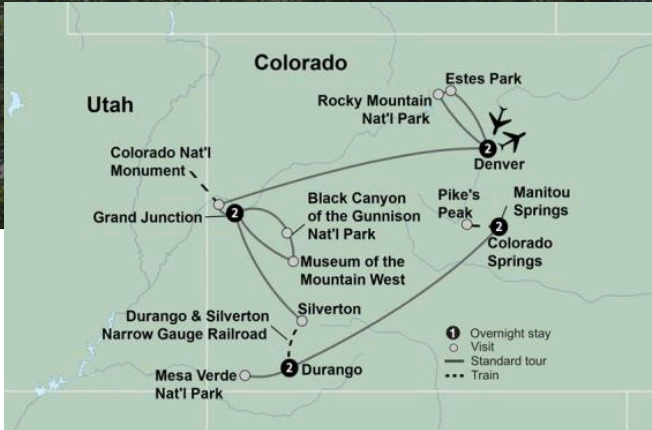 Colorado
Utah
Estes Park
Rocky Mountain
Nat'l Park
2
Denver
Colorado Nat'l
Monument
Grand Junction
2
Black Canyon
of the Gunnison
Nat'l Park
Museum of the
Mountain West
Pike's
Peak
Manitou
Springs
2
Colorado
Springs
Silverton
Durango & Silverton
Narrow Gauge Railroad
2
Durango
Mesa Verde
Nat'l Park
1 Overnight stay
Visit
Standard tour
Train